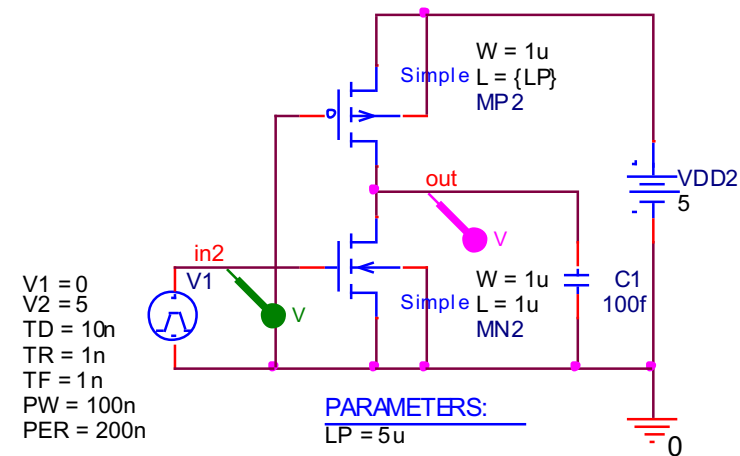 W = 1u
Simple L = {LP}
MP2
out
VDD2
5
in2
V1
V
V
V1 = 0
V2 = 5
TD = 10n
TR = 1n
TF = 1n
PW = 100n
PER = 200n
W = 1u
Simple L = 1u
MN2
C1
100f
PARAMETERS:
LP = 5u
0